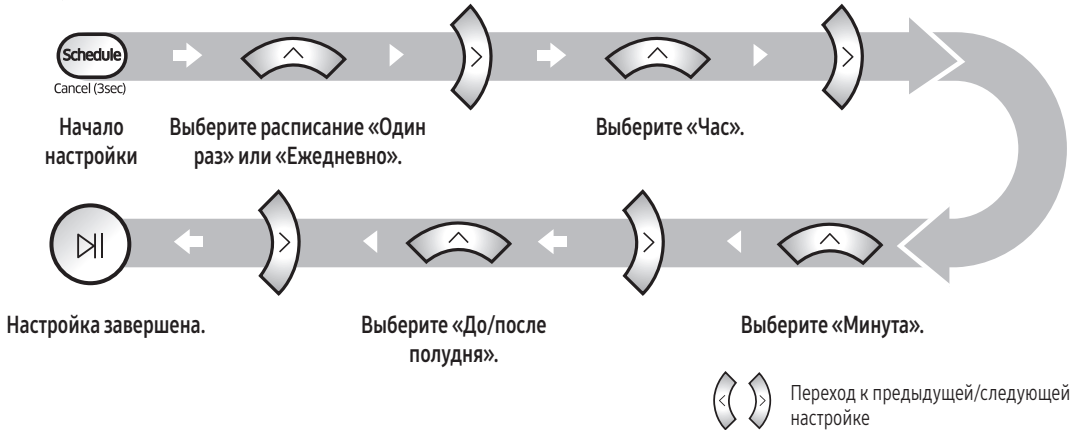 Schedule
Cancel (3sec)
Начало
настройки
Выберите расписание «Один
раз» или «Ежедневно».
Выберите «Час».
Настройка завершена.
Выберите «До/после
полудня».
Выберите «Минута».
Переход к предыдущей/следующей
настройке